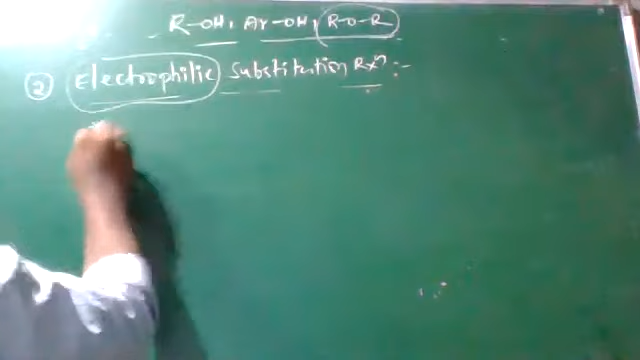 R-OH, Ar-OH, R-O-R
② Electrophilic Substitution Rxn :-